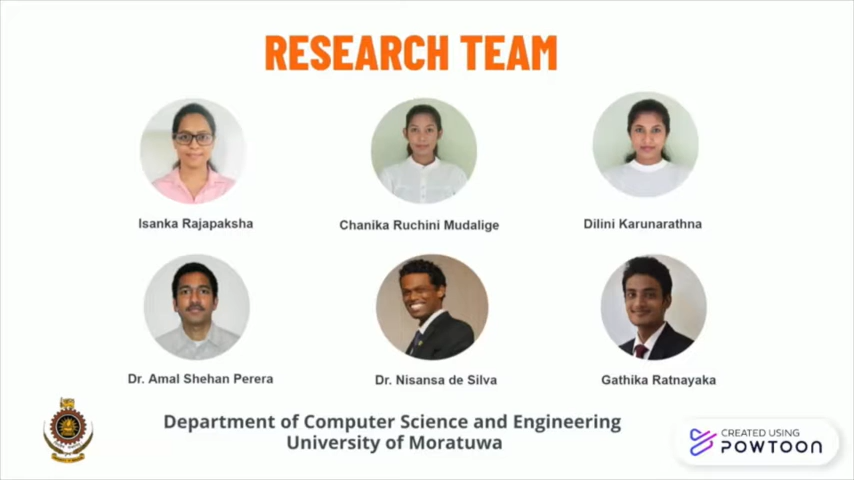 RESEARCH TEAM
Isanka Rajapaksha
Chanika Ruchini Mudalige
Dilini Karunarathna
Dr. Amal Shehan Perera
Dr. Nisansa de Silva
Gathika Ratnayaka
Department of Computer Science and Engineering
University of Moratuwa
CREATED USING
POWTOON